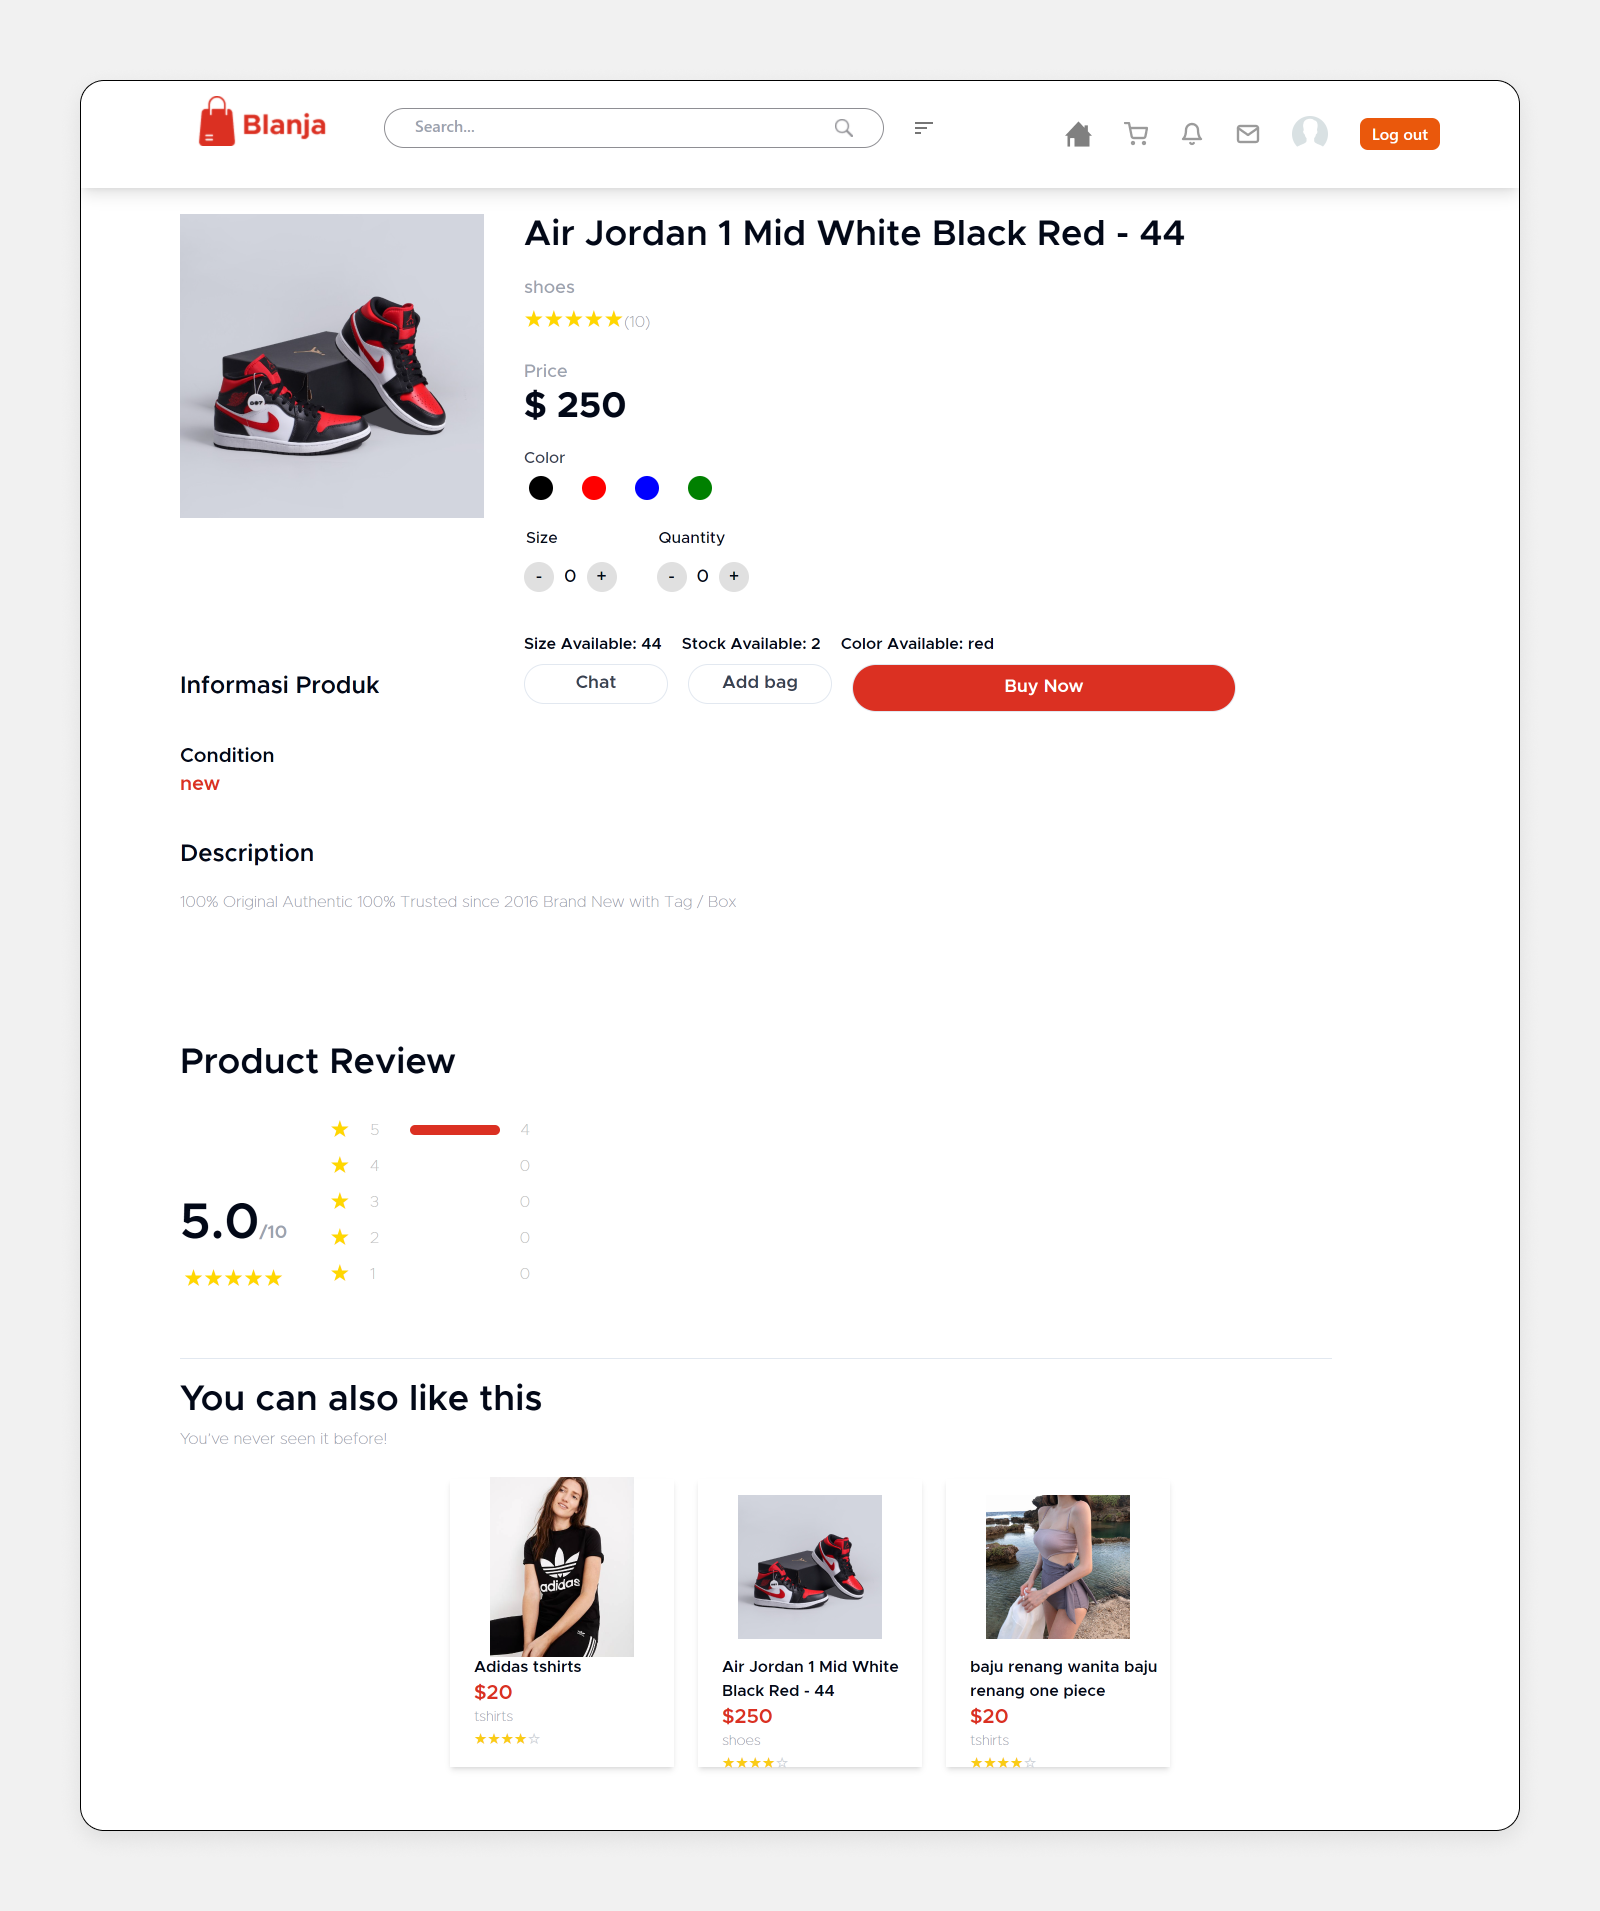 Blanja
Search...
Log out
Air Jordan 1 Mid White Black Red - 44
shoes
★★★★★(10)
Price
$ 250
Color
Size
Quantity
- 0 +
- 0 +
Size Available: 44
Stock Available: 2
Color Available: red
Chat
Add bag
Buy Now
Informasi Produk
Condition
new
Description
100% Original Authentic 100% Trusted since 2016 Brand New with Tag / Box
Product Review
5.0/10
★★★★★
★ 5 4
★ 4 0
★ 3 0
★ 2 0
★ 1 0
You can also like this
You've never seen it before!
adidas
Adidas tshirts
$20
tshirts
★★★★☆
Air Jordan 1 Mid White
Black Red - 44
$250
shoes
★★★★☆
baju renang wanita baju
renang one piece
$20
tshirts
★★★★☆